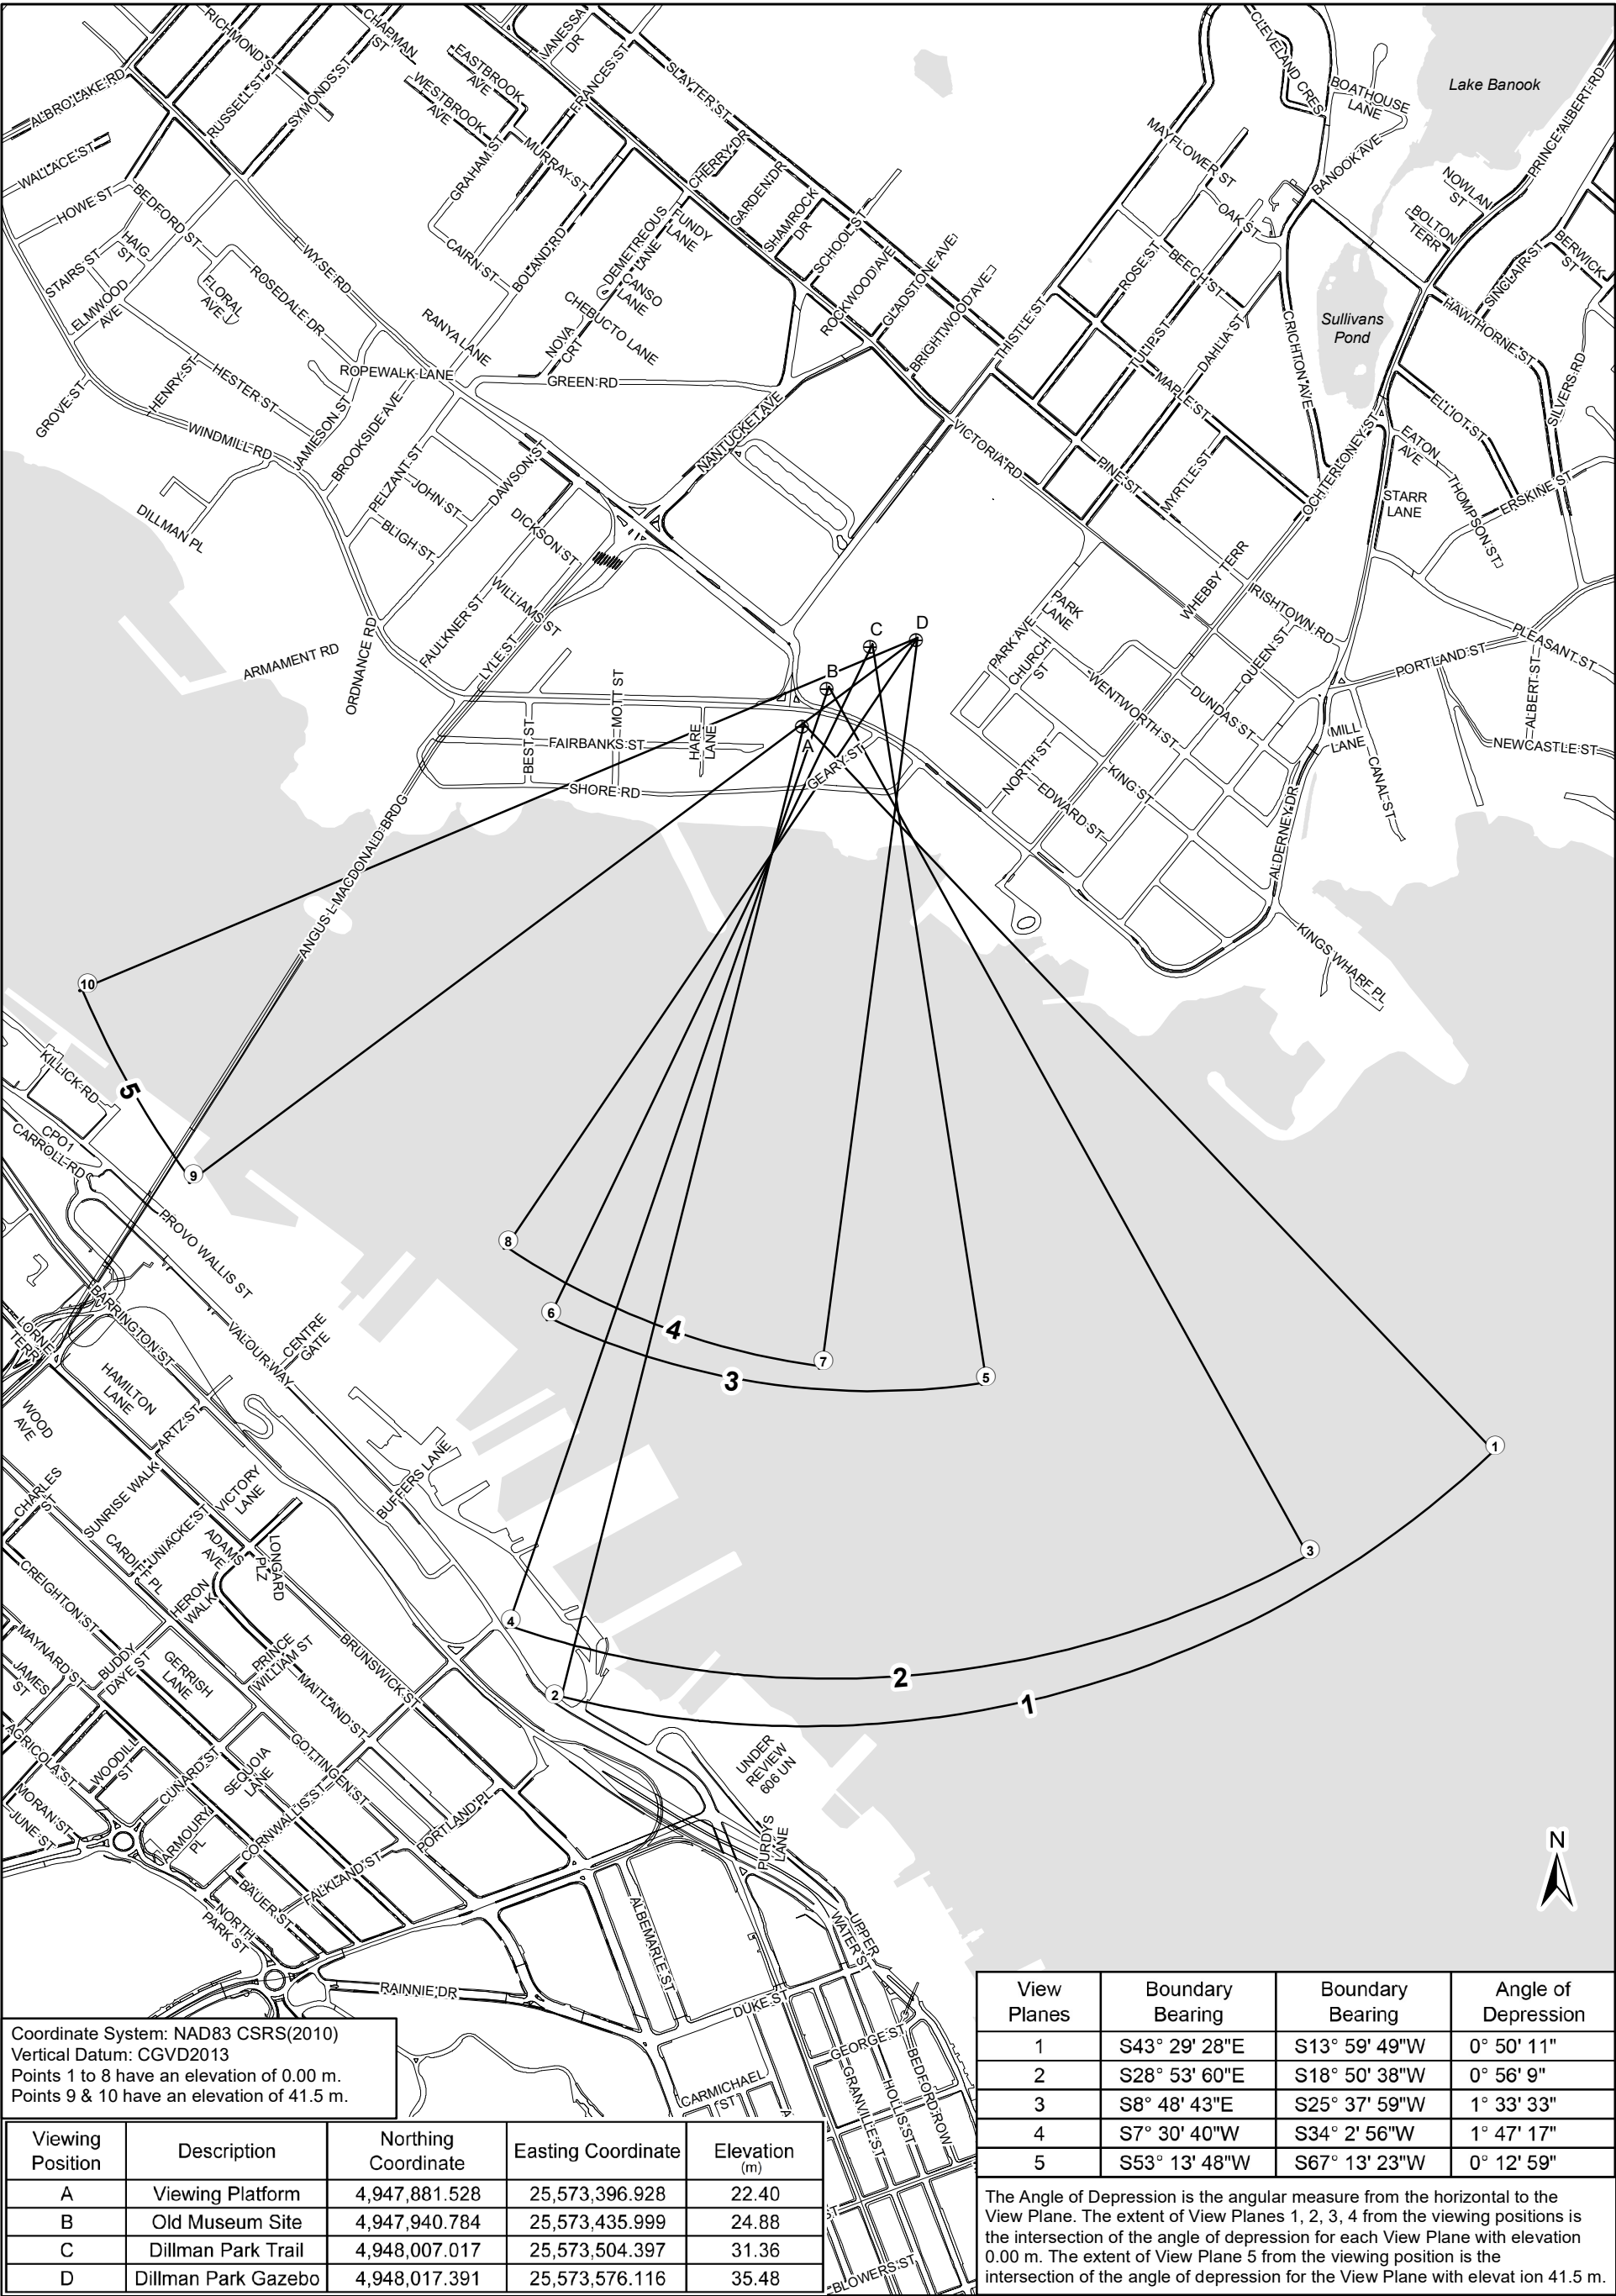 RICHMOND ST
CHAPMAN
ST
VANESSA
DR
EASTBROOK
AVE
FRANCES ST
SLAYTER ST
CLEVELAND CRES
BOATHOUSE
LANE
Lake Banook
PRINCE ALBERT RD
ALBRO LAKE RD
RUSSELL ST
SYMONDS ST
WESTBROOK
AVE
WALLACE ST
GRAHAM ST
MURRAY ST
CHERRY DR
GARDEN DR
MAYFLOWER ST
BANOOK AVE
HOWE ST
BEDFORD ST
HAIG
ST
STAIRS ST
ELMWOOD
AVE
FLORAL
AVE
ROSEDALE DR
WYSE RD
CAIRN ST
BOLAND RD
DEMETREOUS
LANE
FUNDY
LANE
CANSO
LANE
SHAMROCK
DR
SCHOOL ST
ROCKWOOD AVE
GLADSTONE AVE
BRIGHTWOOD AVE
THISTLE ST
ROSE ST
OAK ST
BEECH ST
NOWLAN
ST
BOLTON
TERR
SINCLAIR ST
BERWICK
ST
HAWTHORNE ST
SILVERS RD
Sullivans
Pond
CRICHTON AVE
TULIP ST
DAHLIA ST
MAPLE ST
RANYA LANE
NOVA
CRT
CHEBUCTO LANE
ROPEWALK LANE
GREEN RD
GROVE ST
HENRY ST
HESTER ST
JAMIESON ST
BROOKSIDE AVE
WINDMILL RD
NANTUCKET AVE
VICTORIA RD
PINE ST
MYRTLE ST
OCHTERLONEY ST
ELLIOT ST
EATON
AVE
THOMPSON ST
ERSKINE ST
STARR
LANE
PELZANT ST
JOHN ST
DAWSON ST
BLIGH ST
DICKSON ST
DILLMAN PL
WILLIAMS ST
FAULKNER ST
LYLE ST
ARMAMENT RD
ORDNANCE RD
WHEBBY TERR
IRISHTOWN RD
PARK
LANE
PARK AVE
CHURCH
ST
WENTWORTH ST
DUNDAS ST
QUEEN ST
PORTLAND ST
PLEASANT ST
ALBERT ST
NEWCASTLE ST
MILL
LANE
CANAL ST
D
C
B
A
BEST ST
MOTT ST
FAIRBANKS ST
HARE
LANE
GEARY ST
SHORE RD
NORTH ST
KING ST
EDWARD ST
ALDERNEY DR
KINGS WHARF PL
ANGUS L MACDONALD BRDG
10
5
9
KILLICK RD
CPO1
CARROLL RD
PROVO WALLIS ST
8
6
4
7
3
5
1
3
4
2
2
1
BARRINGTON ST
LORNE
TERR
VALOUR WAY
CENTRE
GATE
HAMILTON
LANE
WOOD
AVE
ARTZ ST
CHARLES
ST
SUNRISE WALK
VICTORY
LANE
BUFFERS LANE
UNIACKE ST
ADAMS
AVE
CARDIFF PL
LONGARD
PLZ
HERON
WALK
CREIGHTON ST
MAYNARD ST
JAMES
ST
BUDDY
DAYE ST
GERRISH
LANE
PRINCE
WILLIAM ST
BRUNSWICK ST
MAITLAND ST
GOTTINGEN ST
AGRICOLA ST
WOODILL
ST
CUNARD ST
SEQUOIA
LANE
MORAN ST
JUNE ST
ARMOURY
PL
CORNWALLIS ST
PORTLAND PL
FALKLAND ST
BAUER ST
NORTH
PARK ST
UNDER
REVIEW
606 UN
PURDYS
LANE
ALBEMARLE ST
UPPER
WATER ST
RAINNIE DR
DUKE ST
GEORGE ST
BEDFORD ROW
CARMICHAEL
ST
GRANVILLE ST
HOLLIS ST
BLOWERS ST
N
Coordinate System: NAD83 CSRS(2010)
Vertical Datum: CGVD2013
Points 1 to 8 have an elevation of 0.00 m.
Points 9 & 10 have an elevation of 41.5 m.
Viewing Position Description Northing Coordinate Easting Coordinate Elevation (m)
A Viewing Platform 4,947,881.528 25,573,396.928 22.40
B Old Museum Site 4,947,940.784 25,573,435.999 24.88
C Dillman Park Trail 4,948,007.017 25,573,504.397 31.36
D Dillman Park Gazebo 4,948,017.391 25,573,576.116 35.48
View Planes Boundary Bearing Boundary Bearing Angle of Depression
1 S43° 29' 28"E S13° 59' 49"W 0° 50' 11"
2 S28° 53' 60"E S18° 50' 38"W 0° 56' 9"
3 S8° 48' 43"E S25° 37' 59"W 1° 33' 33"
4 S7° 30' 40"W S34° 2' 56"W 1° 47' 17"
5 S53° 13' 48"W S67° 13' 23"W 0° 12' 59"
The Angle of Depression is the angular measure from the horizontal to the
View Plane. The extent of View Planes 1, 2, 3, 4 from the viewing positions is
the intersection of the angle of depression for each View Plane with elevation
0.00 m. The extent of View Plane 5 from the viewing position is the
intersection of the angle of depression for the View Plane with elevat ion 41.5 m.